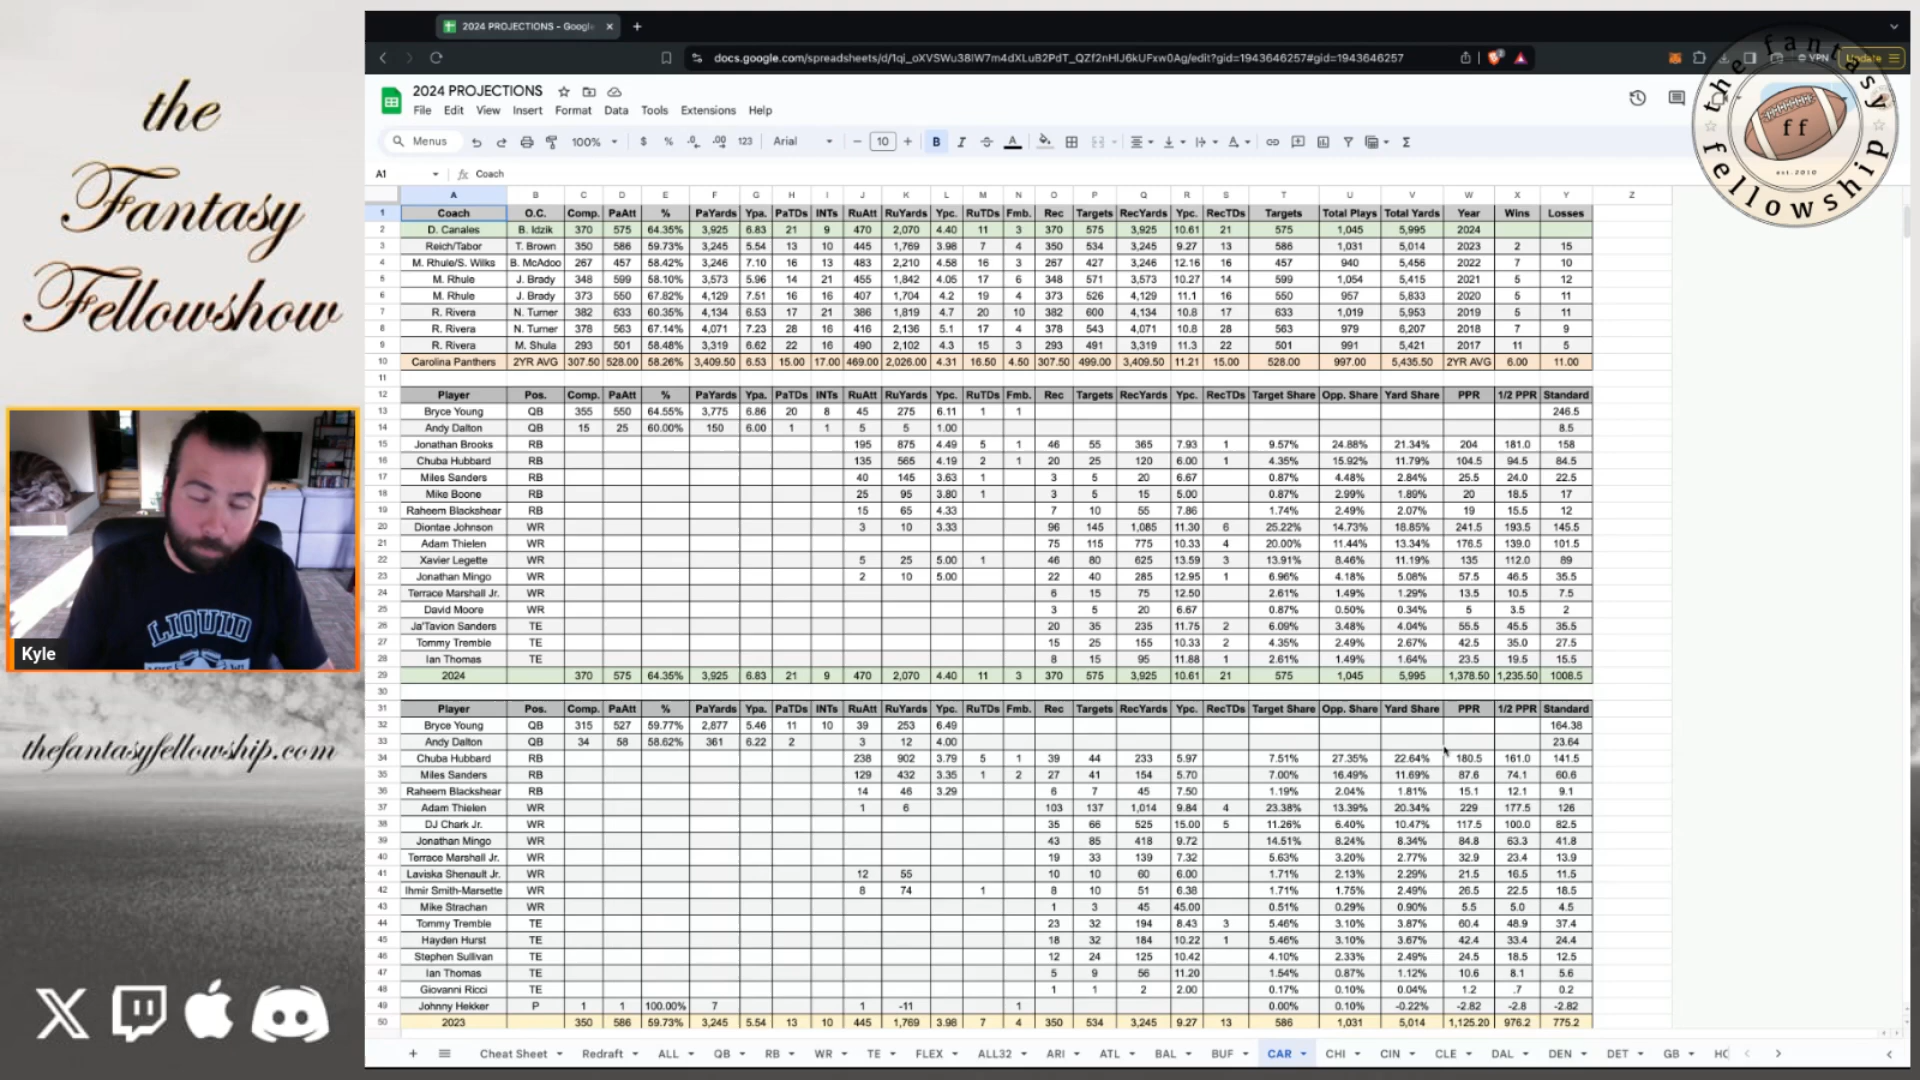 the
Fantasy
Fellowshow
Kyle
LIQUID
thefantasyfellowship.com
2024 PROJECTIONS - Google
docs.google.com/spreadsheets/d/1qi_oXVSWu38IW7m4dXLuB2PdT_QZf2nHIJ6kUFxw0Ag/edit?gid=1943646257#gid=1943646257
VPN
Update
the fantasy fellowship
ff
est. 2010
2024 PROJECTIONS
File Edit View Insert Format Data Tools Extensions Help
Menus 100% $ % .0 .00 123 Arial 10 B I
A1 fx Coach
A B C D E F G H I J K L M N O P Q R S T U V W X Y Z
1 Coach O.C. Comp. PaAtt % PaYards Ypa. PaTDs INTs RuAtt RuYards Ypc. RuTDs Fmb. Rec Targets RecYards Ypc. RecTDs Targets Total Plays Total Yards Year Wins Losses
2 D. Canales B. Idzik 370 575 64.35% 3,925 6.83 21 9 470 2,070 4.40 11 3 370 575 3,925 10.61 21 575 1,045 5,995 2024
3 Reich/Tabor T. Brown 350 586 59.73% 3,245 5.54 13 10 445 1,769 3.98 7 4 350 534 3,245 9.27 13 586 1,031 5,014 2023 2 15
4 M. Rhule/S. Wilks B. McAdoo 267 457 58.42% 3,246 7.10 16 13 483 2,210 4.58 16 3 267 427 3,246 12.16 16 457 940 5,456 2022 7 10
5 M. Rhule J. Brady 348 599 58.10% 3,573 5.96 14 21 455 1,842 4.05 17 6 348 571 3,573 10.27 14 599 1,054 5,415 2021 5 12
6 M. Rhule J. Brady 373 550 67.82% 4,129 7.51 16 16 407 1,704 4.2 19 4 373 526 4,129 11.1 16 550 957 5,833 2020 5 11
7 R. Rivera N. Turner 382 633 60.35% 4,134 6.53 17 21 386 1,819 4.7 20 10 382 600 4,134 10.8 17 633 1,019 5,953 2019 5 11
8 R. Rivera N. Turner 378 563 67.14% 4,071 7.23 28 16 416 2,136 5.1 17 4 378 543 4,071 10.8 28 563 979 6,207 2018 7 9
9 R. Rivera M. Shula 293 501 58.48% 3,319 6.62 22 16 490 2,102 4.3 15 3 293 491 3,319 11.3 22 501 991 5,421 2017 11 5
10 Carolina Panthers 2YR AVG 307.50 528.00 58.26% 3,409.50 6.53 15.00 17.00 469.00 2,026.00 4.31 16.50 4.50 307.50 499.00 3,409.50 11.21 15.00 528.00 997.00 5,435.50 2YR AVG 6.00 11.00
11
12 Player Pos. Comp. PaAtt % PaYards Ypa. PaTDs INTs RuAtt RuYards Ypc. RuTDs Fmb. Rec Targets RecYards Ypc. RecTDs Target Share Opp. Share Yard Share PPR 1/2 PPR Standard
13 Bryce Young QB 355 550 64.55% 3,775 6.86 20 8 45 275 6.11 1 1 246.5
14 Andy Dalton QB 15 25 60.00% 150 6.00 1 1 5 5 1.00 8.5
15 Jonathan Brooks RB 195 875 4.49 5 1 46 55 365 7.93 1 9.57% 24.88% 21.34% 204 181.0 158
16 Chuba Hubbard RB 135 565 4.19 2 1 20 25 120 6.00 1 4.35% 15.92% 11.79% 104.5 94.5 84.5
17 Miles Sanders RB 40 145 3.63 1 3 5 20 6.67 0.87% 4.48% 2.84% 25.5 24.0 22.5
18 Mike Boone RB 25 95 3.80 1 3 5 15 5.00 0.87% 2.99% 1.89% 20 18.5 17
19 Raheem Blackshear RB 15 65 4.33 7 10 55 7.86 1.74% 2.49% 2.07% 19 15.5 12
20 Diontae Johnson WR 3 10 3.33 96 145 1,085 11.30 6 25.22% 14.73% 18.85% 241.5 193.5 145.5
21 Adam Thielen WR 75 115 775 10.33 4 20.00% 11.44% 13.34% 176.5 139.0 101.5
22 Xavier Legette WR 5 25 5.00 1 46 80 625 13.59 3 13.91% 8.46% 11.19% 135 112.0 89
23 Jonathan Mingo WR 2 10 5.00 22 40 285 12.95 1 6.96% 4.18% 5.08% 57.5 46.5 35.5
24 Terrace Marshall Jr. WR 6 15 75 12.50 2.61% 1.49% 1.29% 13.5 10.5 7.5
25 David Moore WR 3 5 20 6.67 0.87% 0.50% 0.34% 5 3.5 2
26 Ja'Tavion Sanders TE 20 35 235 11.75 2 6.09% 3.48% 4.04% 55.5 45.5 35.5
27 Tommy Tremble TE 15 25 155 10.33 2 4.35% 2.49% 2.67% 42.5 35.0 27.5
28 Ian Thomas TE 8 15 95 11.88 1 2.61% 1.49% 1.64% 23.5 19.5 15.5
29 2024 370 575 64.35% 3,925 6.83 21 9 470 2,070 4.40 11 3 370 575 3,925 10.61 21 575 1,045 5,995 1,378.50 1,235.50 1008.5
30
31 Player Pos. Comp. PaAtt % PaYards Ypa. PaTDs INTs RuAtt RuYards Ypc. RuTDs Fmb. Rec Targets RecYards Ypc. RecTDs Target Share Opp. Share Yard Share PPR 1/2 PPR Standard
32 Bryce Young QB 315 527 59.77% 2,877 5.46 11 10 39 253 6.49 164.38
33 Andy Dalton QB 34 58 58.62% 361 6.22 2 3 12 4.00 23.64
34 Chuba Hubbard RB 238 902 3.79 5 1 39 44 233 5.97 7.51% 27.35% 22.64% 180.5 161.0 141.5
35 Miles Sanders RB 129 432 3.35 1 2 27 41 154 5.70 7.00% 16.49% 11.69% 87.6 74.1 60.6
36 Raheem Blackshear RB 14 46 3.29 6 7 45 7.50 1.19% 2.04% 1.81% 15.1 12.1 9.1
37 Adam Thielen WR 1 6 103 137 1,014 9.84 4 23.38% 13.39% 20.34% 229 177.5 126
38 DJ Chark Jr. WR 35 66 525 15.00 5 11.26% 6.40% 10.47% 117.5 100.0 82.5
39 Jonathan Mingo WR 43 85 418 9.72 14.51% 8.24% 8.34% 84.8 63.3 41.8
40 Terrace Marshall Jr. WR 19 33 139 7.32 5.63% 3.20% 2.77% 32.9 23.4 13.9
41 Laviska Shenault Jr. WR 12 55 10 10 60 6.00 1.71% 2.13% 2.29% 21.5 16.5 11.5
42 Ihmir Smith-Marsette WR 8 74 1 8 10 51 6.38 1.71% 1.75% 2.49% 26.5 22.5 18.5
43 Mike Strachan WR 1 3 45 45.00 0.51% 0.29% 0.90% 5.5 5.0 4.5
44 Tommy Tremble TE 23 32 194 8.43 3 5.46% 3.10% 3.87% 60.4 48.9 37.4
45 Hayden Hurst TE 18 32 184 10.22 1 5.46% 3.10% 3.67% 42.4 33.4 24.4
46 Stephen Sullivan TE 12 24 125 10.42 4.10% 2.33% 2.49% 24.5 18.5 12.5
47 Ian Thomas TE 5 9 56 11.20 1.54% 0.87% 1.12% 10.6 8.1 5.6
48 Giovanni Ricci TE 1 1 2 2.00 0.17% 0.10% 0.04% 1.2 .7 0.2
49 Johnny Hekker P 1 1 100.00% 7 1 -11 1 0.00% 0.10% -0.22% -2.82 -2.8 -2.82
50 2023 350 586 59.73% 3,245 5.54 13 10 445 1,769 3.98 7 4 350 534 3,245 9.27 13 586 1,031 5,014 1,125.20 976.2 775.2
Cheat Sheet Redraft ALL QB RB WR TE FLEX ALL32 ARI ATL BAL BUF CAR CHI CIN CLE DAL DEN DET GB